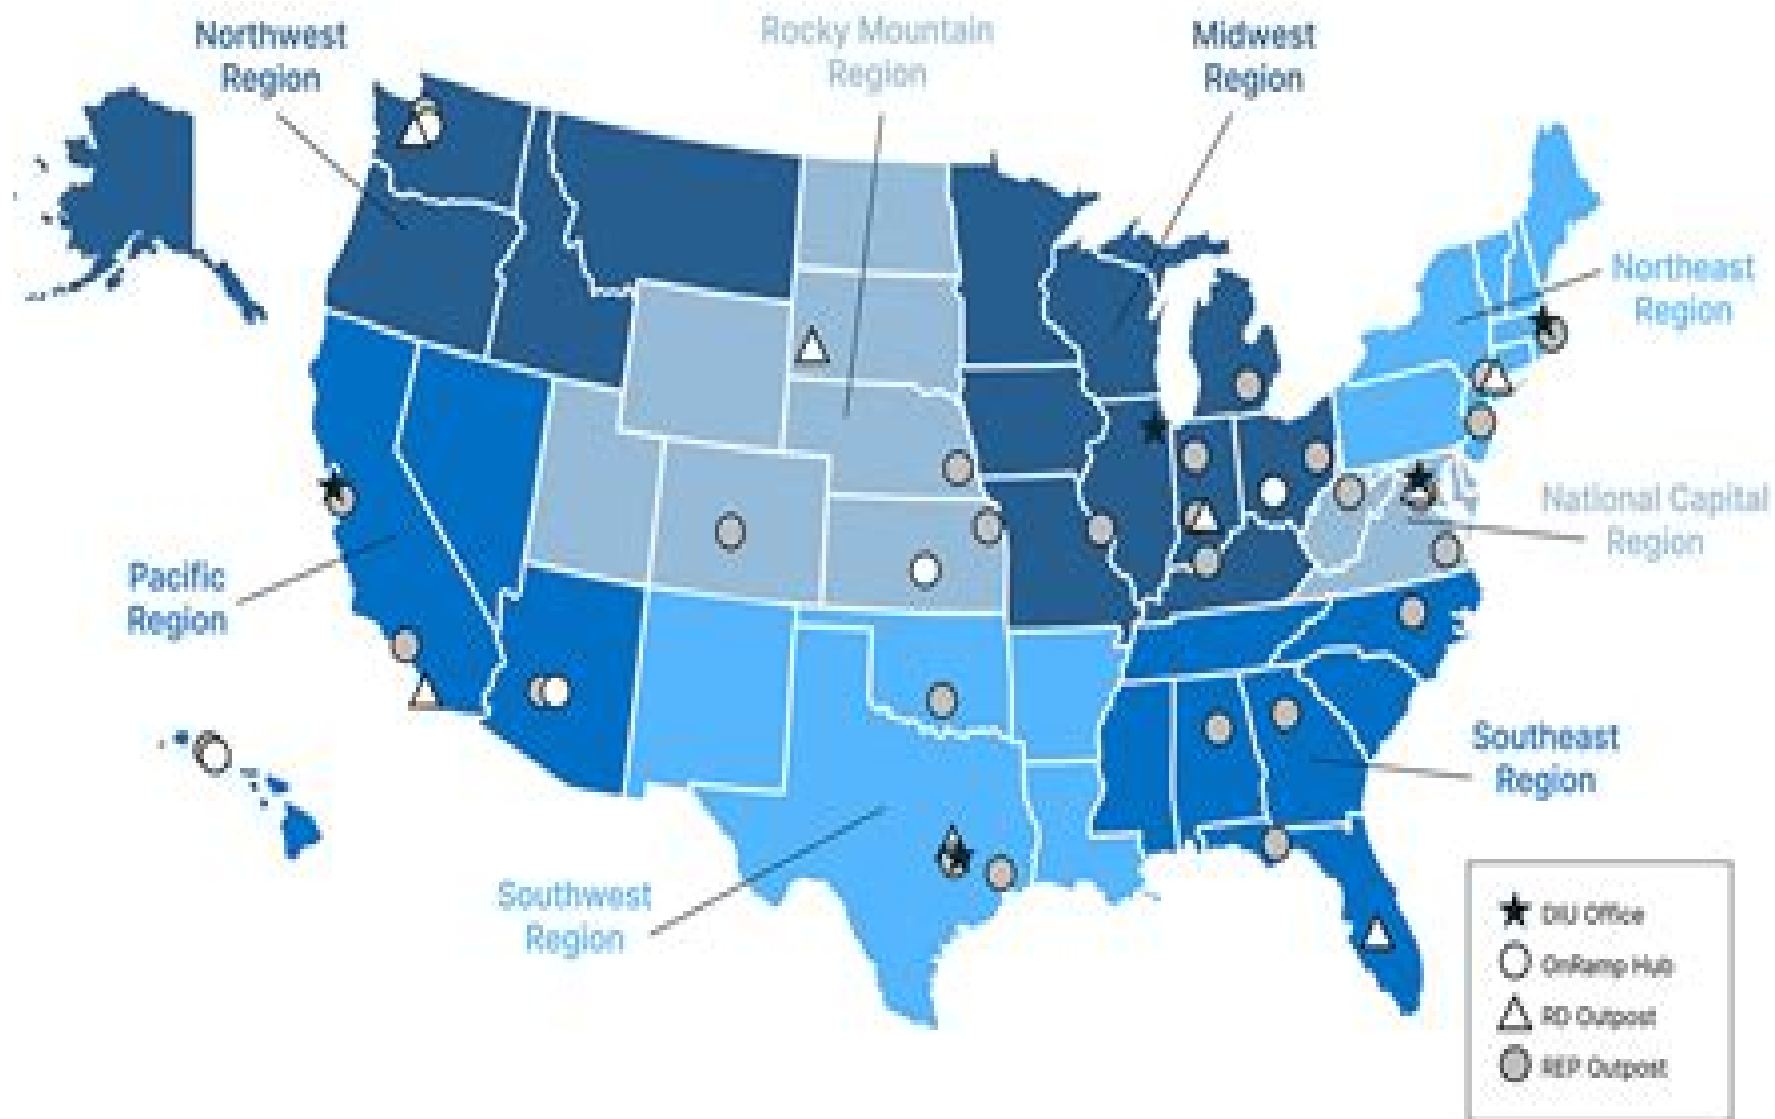 Northwest
Region
Rocky Mountain
Region
Midwest
Region
Northeast
Region
National Capital
Region
Pacific
Region
Southeast
Region
Southwest
Region
DIU Office
OnRamp Hub
RD Outpost
REP Outpost